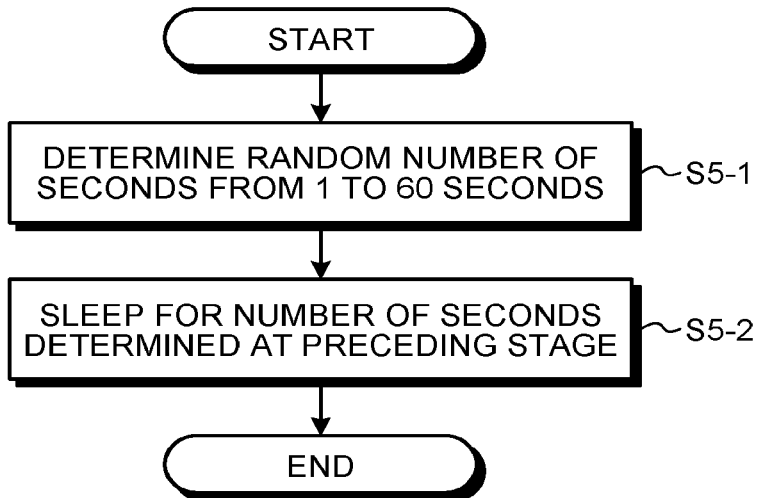 START
DETERMINE RANDOM NUMBER OF
SECONDS FROM 1 TO 60 SECONDS
S5-1
SLEEP FOR NUMBER OF SECONDS
DETERMINED AT PRECEDING STAGE
S5-2
END